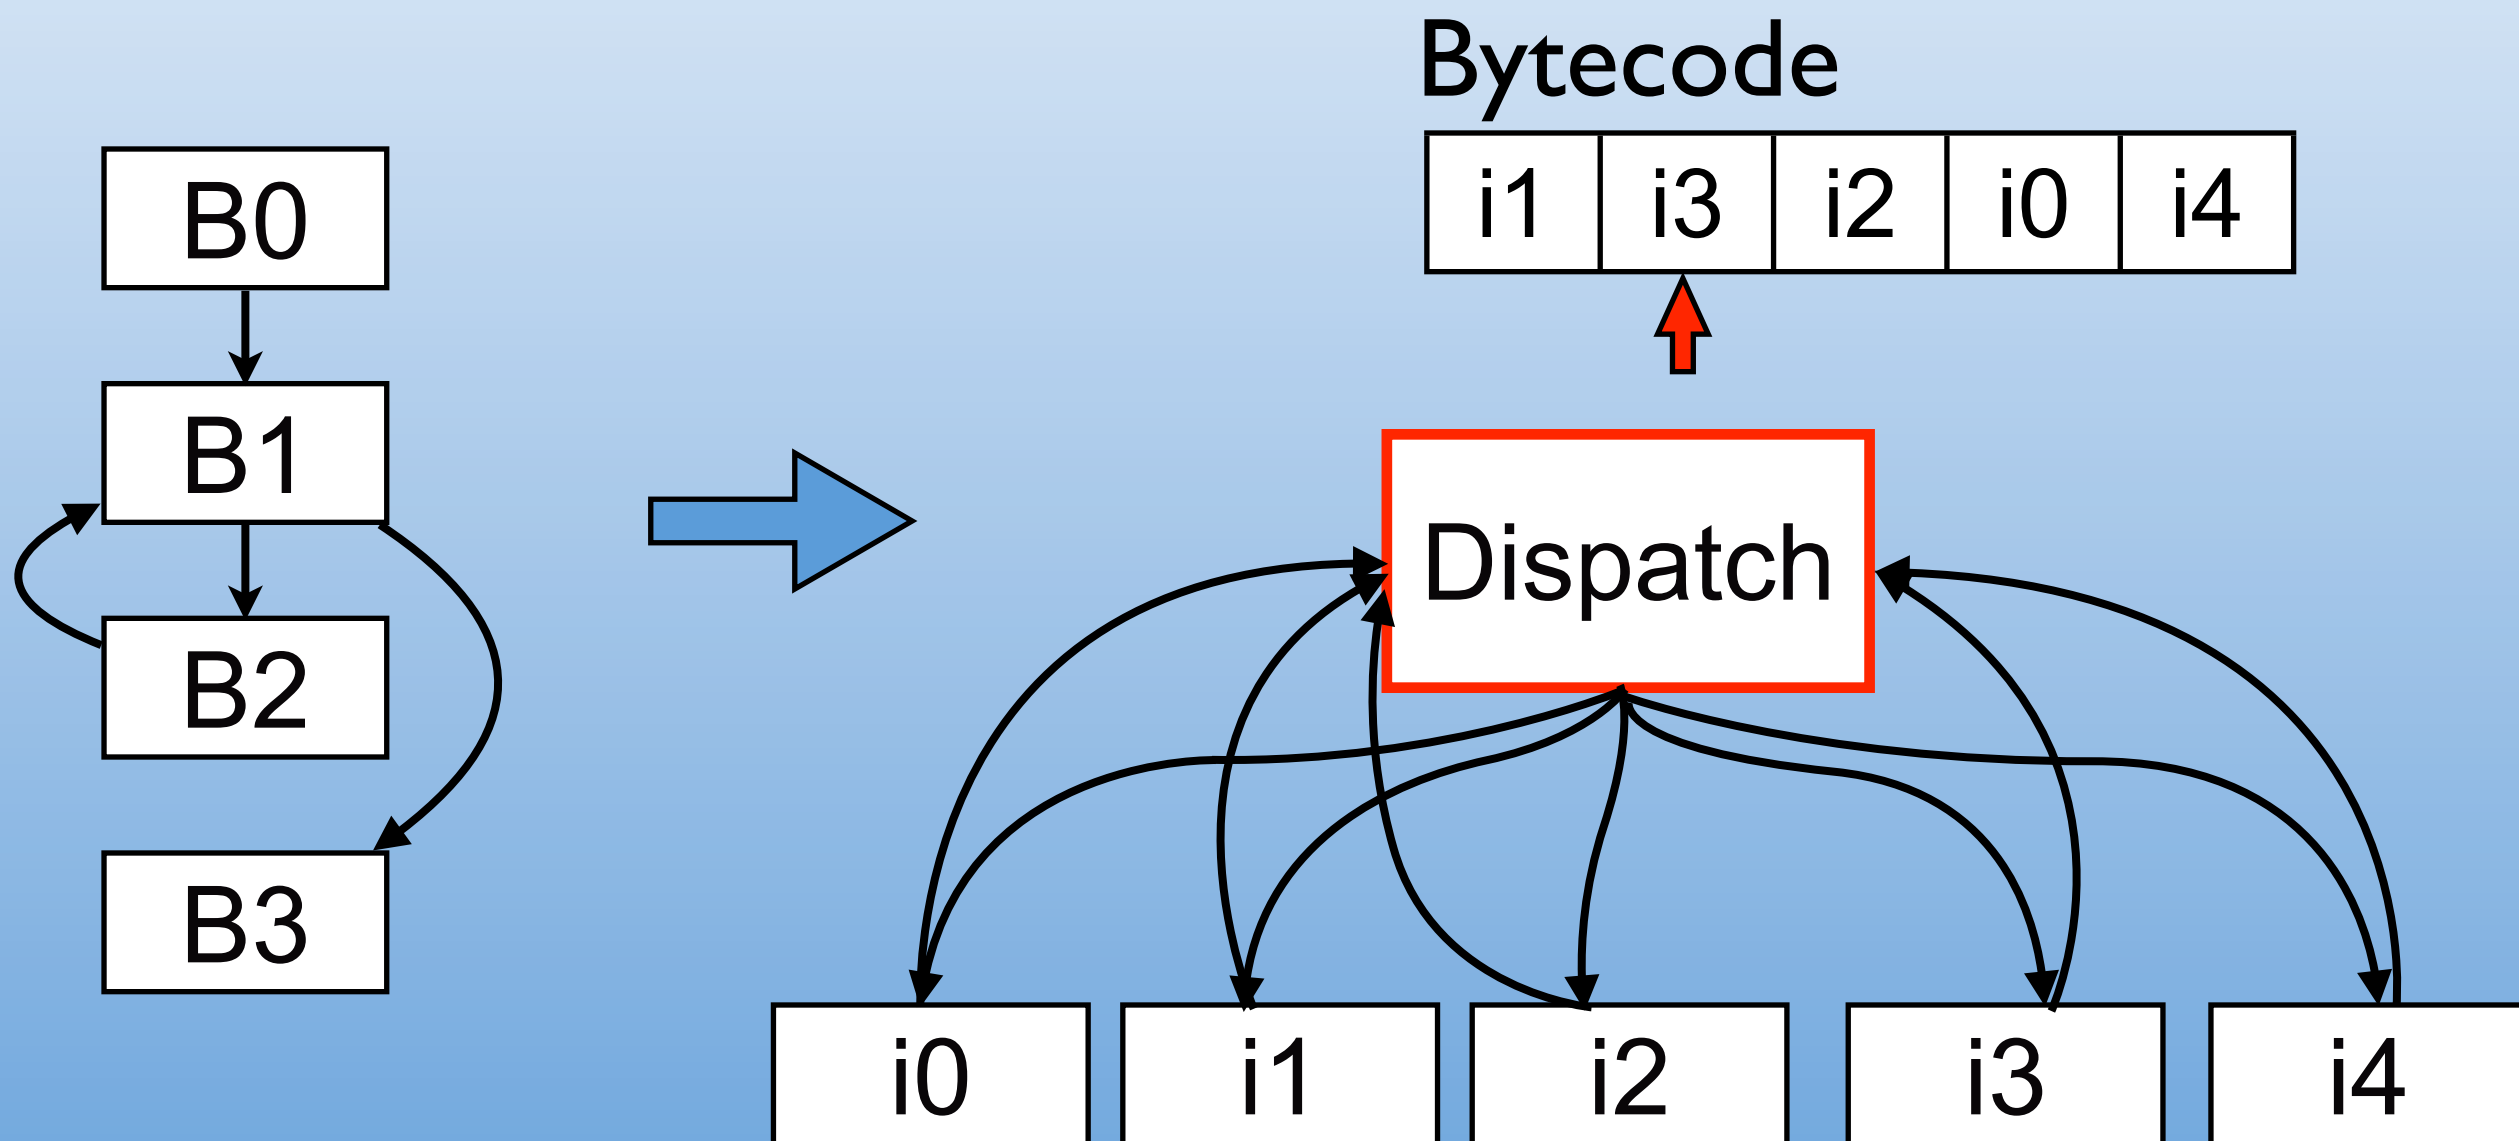 Bytecode
i1 i3 i2 i0 i4
B0
B1
B2
B3
Dispatch
i0 i1 i2 i3 i4